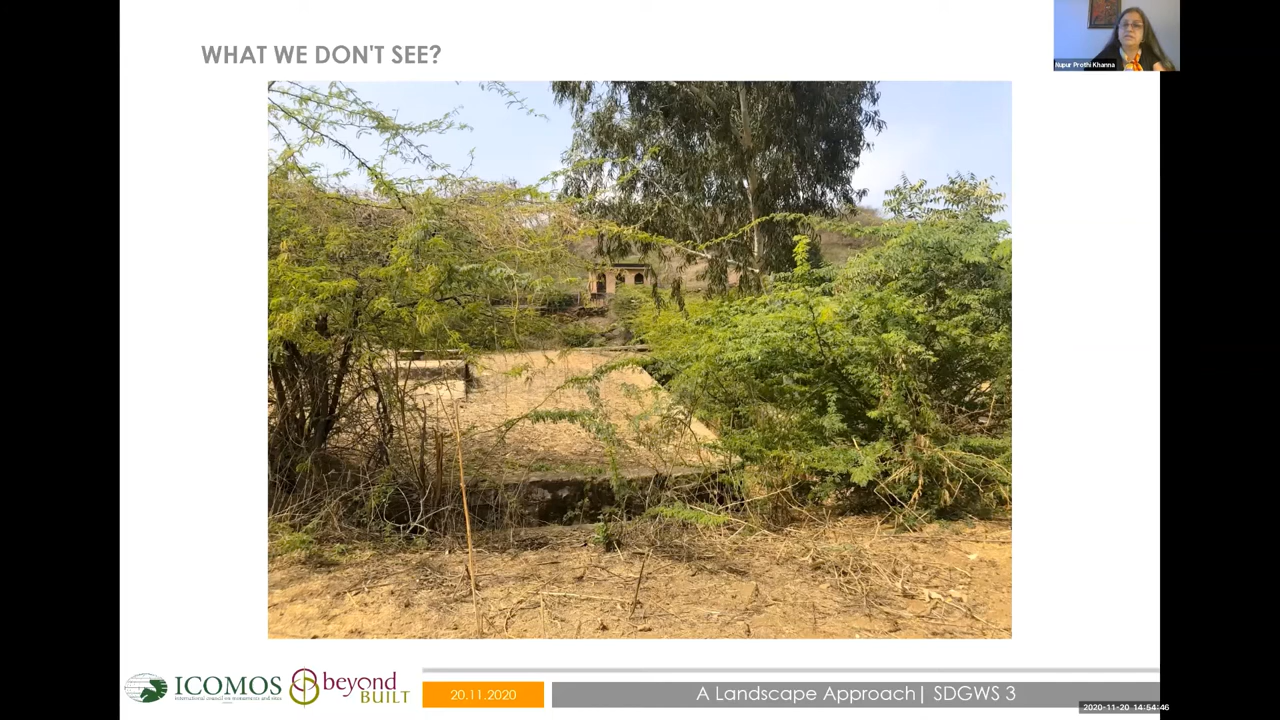 WHAT WE DON'T SEE?
Nupur Prothi Khanna
ICOMOS
international council on monuments and sites
beyond
BUILT
20.11.2020
A Landscape Approach| SDGWS 3
2020-11-20 14:54:46